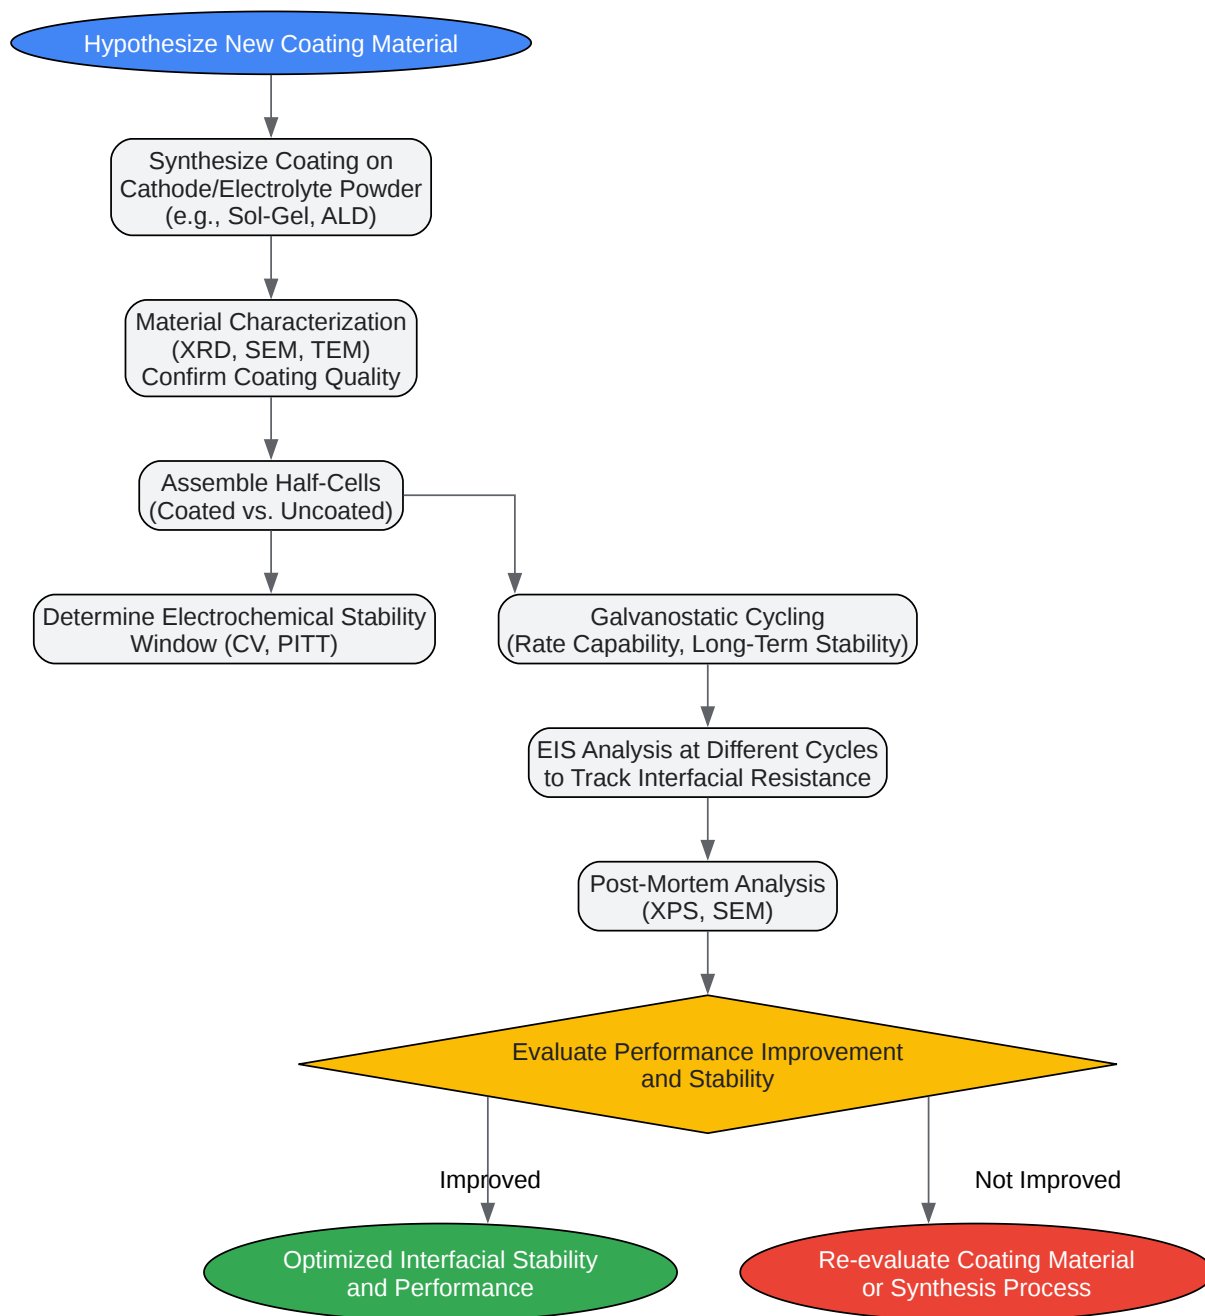 Hypothesize New Coating Material
Synthesize Coating on
Cathode/Electrolyte Powder
(e.g., Sol-Gel, ALD)
Material Characterization
(XRD, SEM, TEM)
Confirm Coating Quality
Assemble Half-Cells
(Coated vs. Uncoated)
Determine Electrochemical Stability
Window (CV, PITT)
Galvanostatic Cycling
(Rate Capability, Long-Term Stability)
EIS Analysis at Different Cycles
to Track Interfacial Resistance
Post-Mortem Analysis
(XPS, SEM)
Evaluate Performance Improvement
and Stability
Improved
Not Improved
Optimized Interfacial Stability
and Performance
Re-evaluate Coating Material
or Synthesis Process